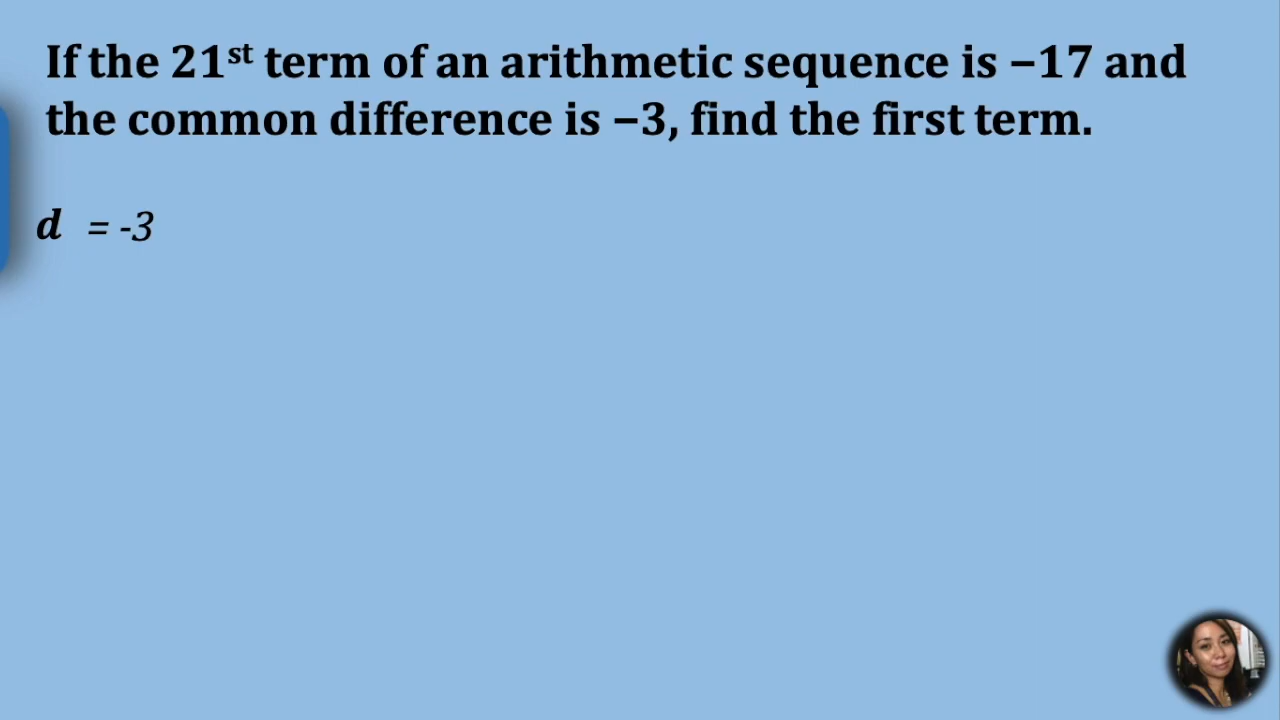 If the 21st term of an arithmetic sequence is −17 and
the common difference is −3, find the first term.
d = -3